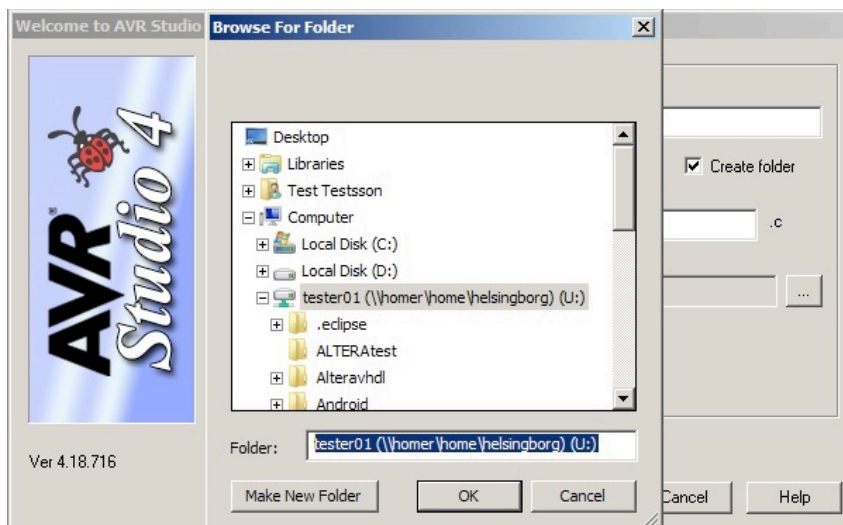 Welcome to AVR Studio
Browse For Folder
AVR® Studio 4
Ver 4.18.716
Desktop
Libraries
Test Testsson
Computer
Local Disk (C:)
Local Disk (D:)
tester01 (\\homer\home\helsingborg) (U:)
.eclipse
ALTERAtest
Alteravhdl
Android
Folder: tester01 (\\homer\home\helsingborg) (U:)
Make New Folder
OK
Cancel
Create folder
.c
...
Cancel
Help